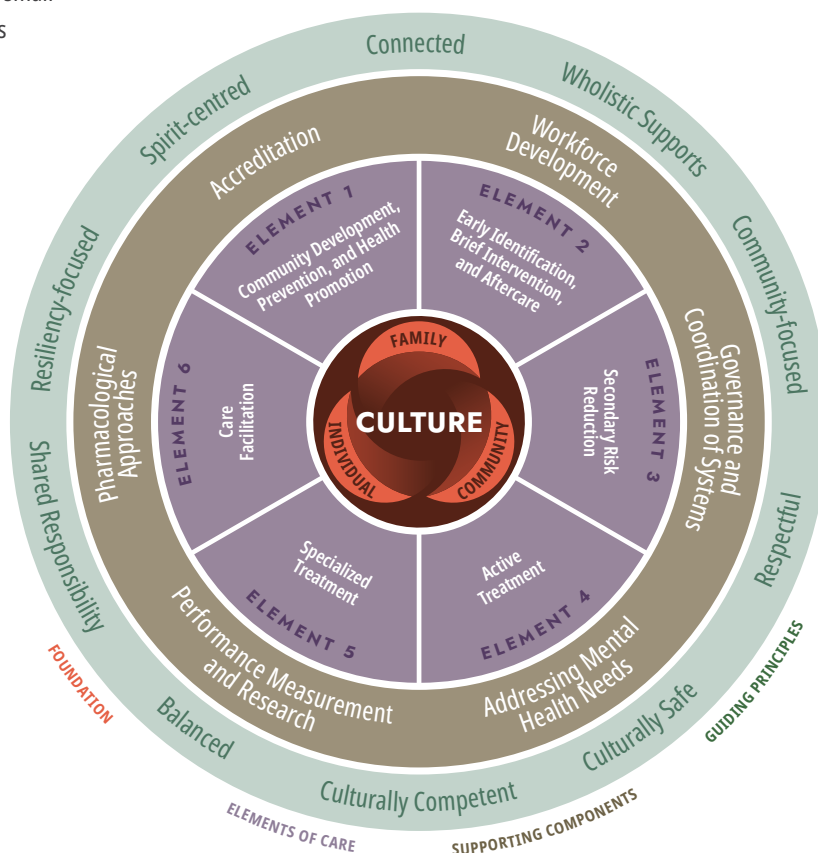 s
Connected
Wholistic Supports
Community-focused
Respectful
Culturally Safe
Culturally Competent
Balanced
Shared Responsibility
Resiliency-focused
Spirit-centred
Accreditation
Workforce
Development
Governance and
Coordination of Systems
Addressing Mental
Health Needs
Performance Measurement
and Research
Pharmacological
Approaches
ELEMENT 1
Community Development,
Prevention, and Health
Promotion
ELEMENT 2
Early Identification,
Brief Intervention,
and Aftercare
ELEMENT 3
Secondary Risk
Reduction
ELEMENT 4
Active
Treatment
ELEMENT 5
Specialized
Treatment
ELEMENT 6
Care
Facilitation
FAMILY
CULTURE
INDIVIDUAL
COMMUNITY
FOUNDATION
ELEMENTS OF CARE
SUPPORTING COMPONENTS
GUIDING PRINCIPLES